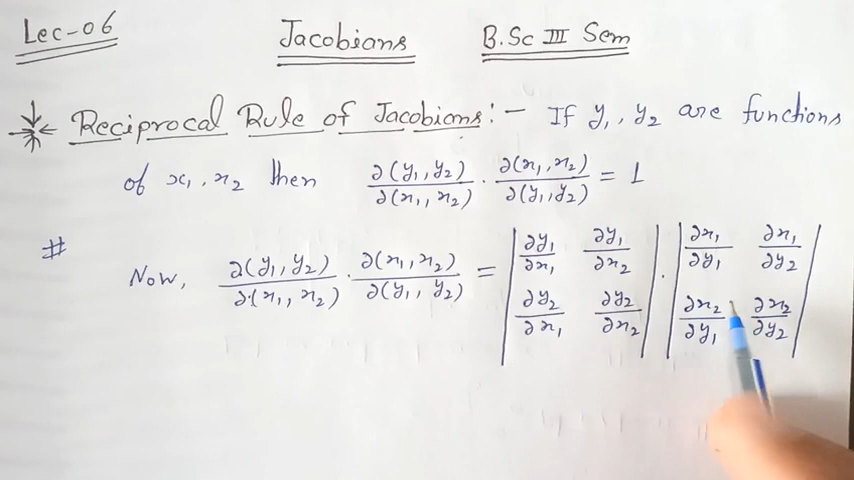 Lec-06 Jacobians B.Sc III Sem
Reciprocal Rule of Jacobians:- If y₁, y₂ are functions
of x₁, x₂ then ∂(y₁, y₂)/∂(x₁, x₂) · ∂(x₁, x₂)/∂(y₁, y₂) = 1
#
Now, ∂(y₁, y₂)/∂(x₁, x₂) · ∂(x₁, x₂)/∂(y₁, y₂) = |∂y₁/∂x₁ ∂y₁/∂x₂; ∂y₂/∂x₁ ∂y₂/∂x₂| · |∂x₁/∂y₁ ∂x₁/∂y₂; ∂x₂/∂y₁ ∂x₂/∂y₂|